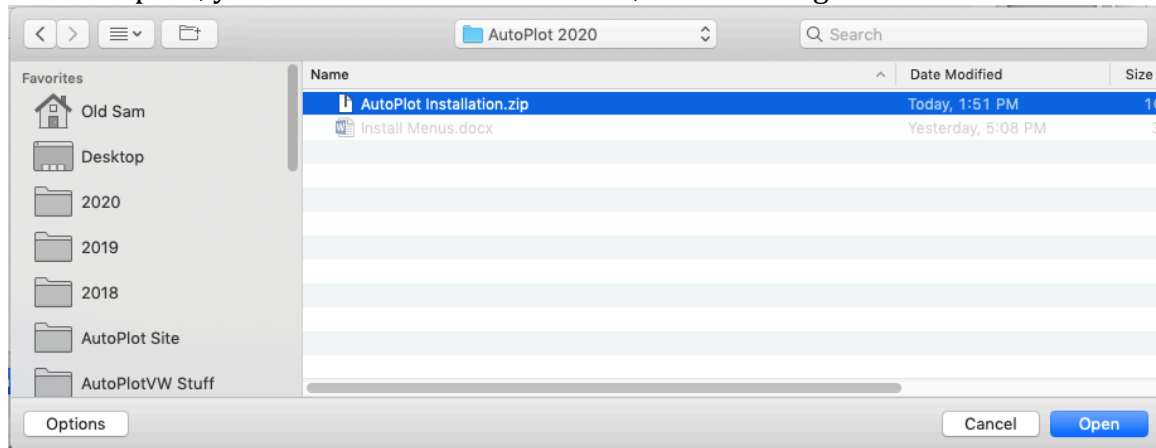 AutoPlot 2020
Search
Favorites
Old Sam
Desktop
2020
2019
2018
AutoPlot Site
AutoPlotVW Stuff
Name
Date Modified
Size
AutoPlot Installation.zip
Today, 1:51 PM
Install Menus.docx
Yesterday, 5:08 PM
Options
Cancel
Open